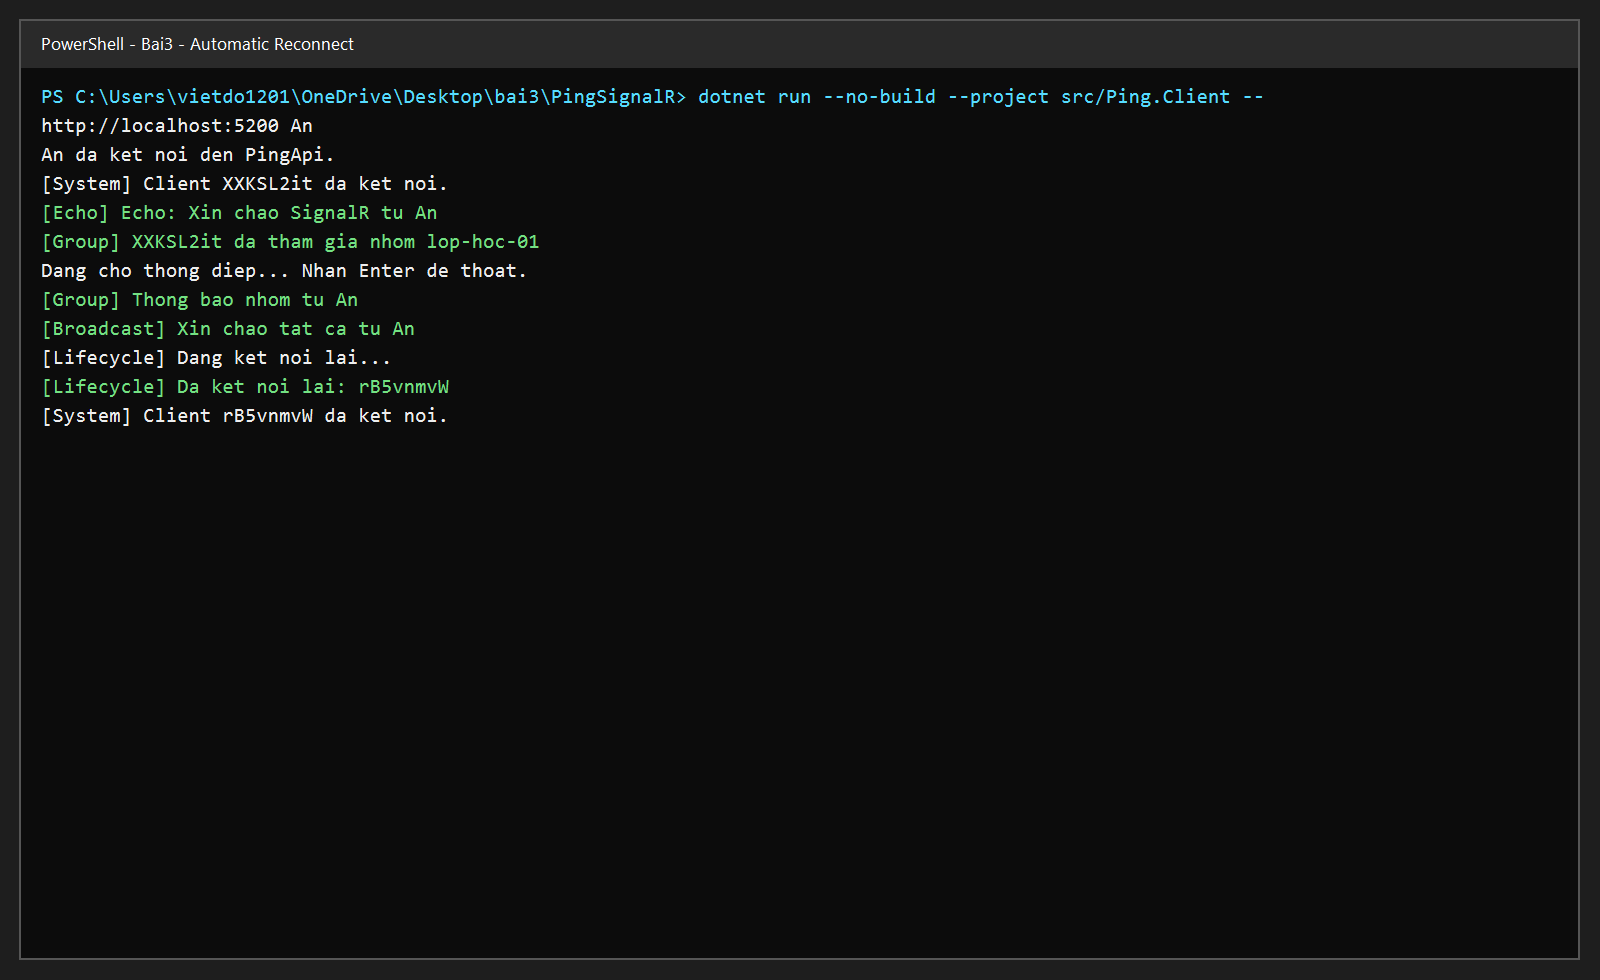 PowerShell - Bai3 - Automatic Reconnect
PS C:\Users\vietdo1201\OneDrive\Desktop\bai3\PingSignalR> dotnet run --no-build --project src/Ping.Client --
http://localhost:5200 An
An da ket noi den PingApi.
[System] Client XXKSL2it da ket noi.
[Echo] Echo: Xin chao SignalR tu An
[Group] XXKSL2it da tham gia nhom lop-hoc-01
Dang cho thong diep... Nhan Enter de thoat.
[Group] Thong bao nhom tu An
[Broadcast] Xin chao tat ca tu An
[Lifecycle] Dang ket noi lai...
[Lifecycle] Da ket noi lai: rB5vnmvW
[System] Client rB5vnmvW da ket noi.